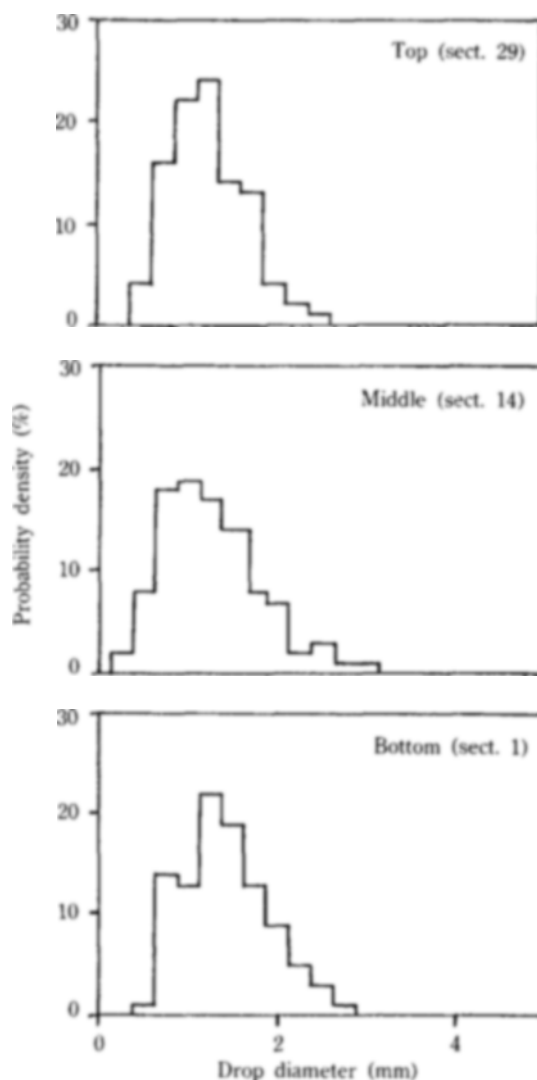 30
Top (sect. 29)
20
10
0
30
Middle (sect. 14)
20
10
0
Probability density (%)
30
Bottom (sect. 1)
20
10
0
0 2 4
Drop diameter (mm)